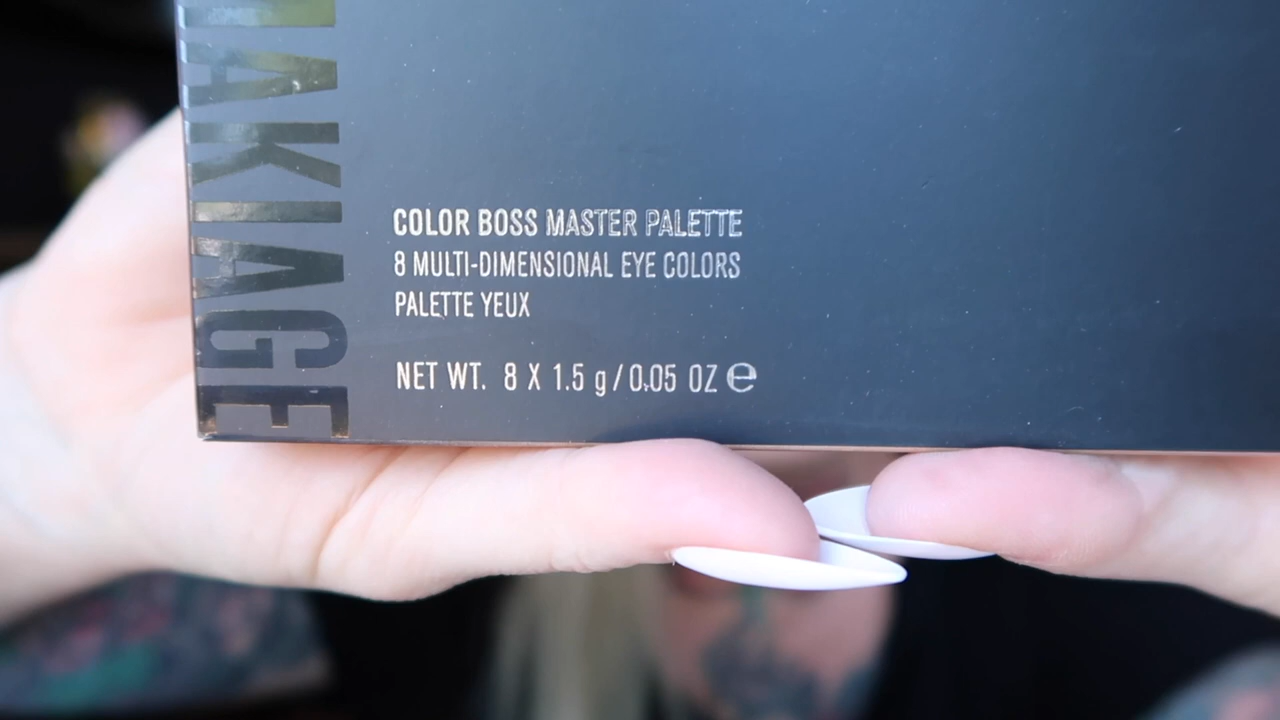 AKIAGE
COLOR BOSS MASTER PALETTE
8 MULTI-DIMENSIONAL EYE COLORS
PALETTE YEUX
NET WT. 8 X 1.5 g/0.05 OZ ℮